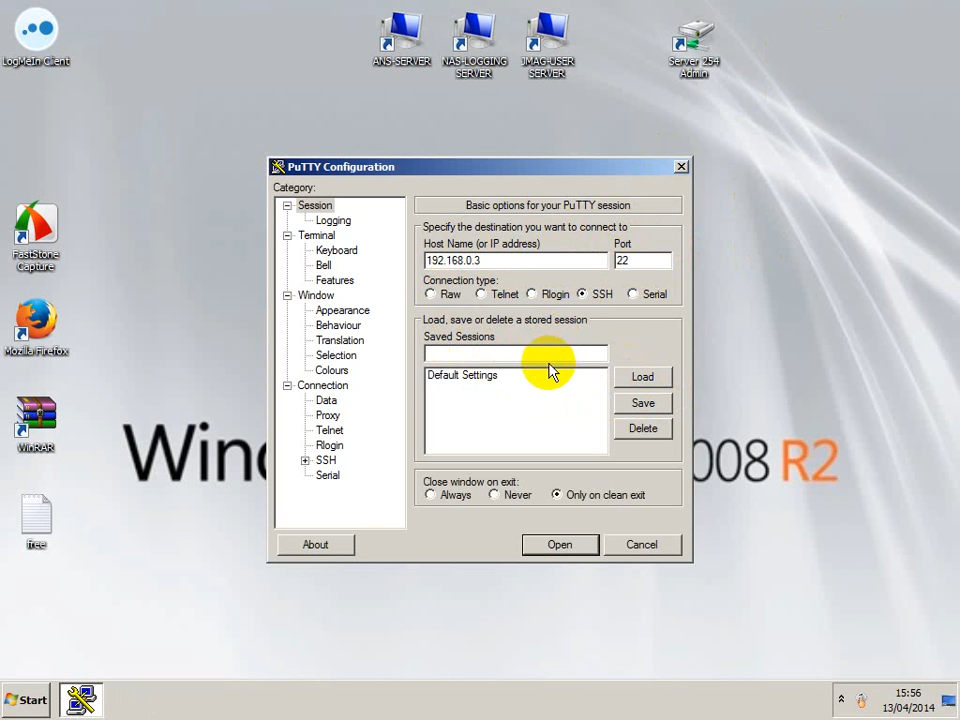 LogMeIn Client
ANS-SERVER
NAS-LOGGING
SERVER
JMAG-USER
SERVER
Server 254
Admin
PuTTY Configuration
Category:
Session
Logging
Terminal
Keyboard
Bell
Features
Window
Appearance
Behaviour
Translation
Selection
Colours
Connection
Data
Proxy
Telnet
Rlogin
SSH
Serial
Basic options for your PuTTY session
Specify the destination you want to connect to
Host Name (or IP address)
Port
192.168.0.3
22
Connection type:
Raw
Telnet
Rlogin
SSH
Serial
Load, save or delete a stored session
Saved Sessions
Default Settings
Load
Save
Delete
Close window on exit:
Always
Never
Only on clean exit
About
Open
Cancel
FastStone
Capture
Mozilla Firefox
WinRAR
free
Wind
008 R2
Start
15:56
13/04/2014